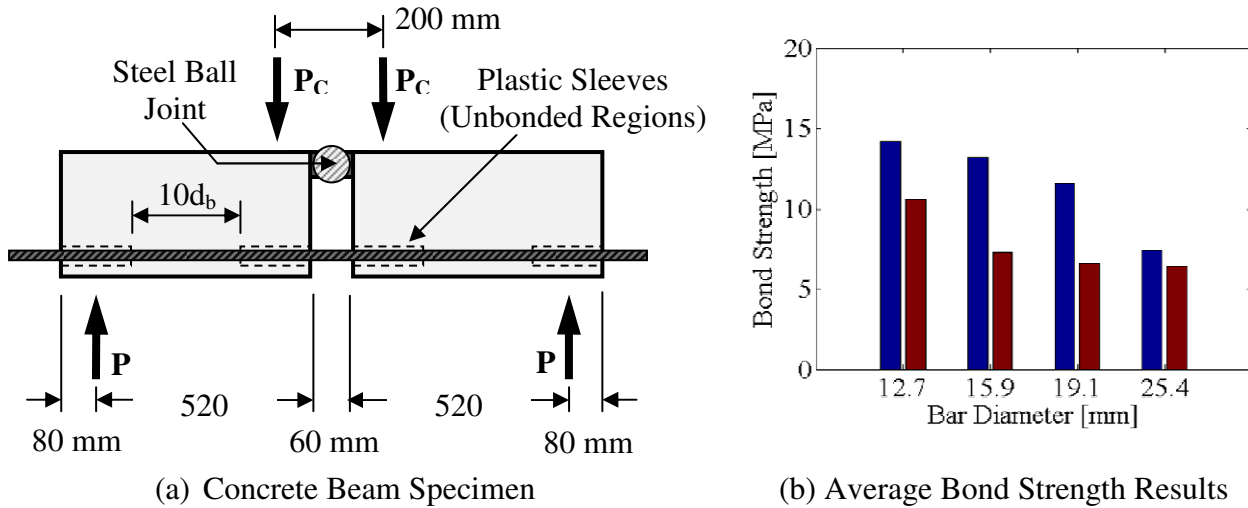 200 mm
Steel Ball
Joint
P_C
P_C
Plastic Sleeves
(Unbonded Regions)
10d_b
P
P
520
520
80 mm
60 mm
80 mm
(a) Concrete Beam Specimen
20
15
10
5
0
Bond Strength [MPa]
12.7 15.9 19.1 25.4
Bar Diameter [mm]
(b) Average Bond Strength Results